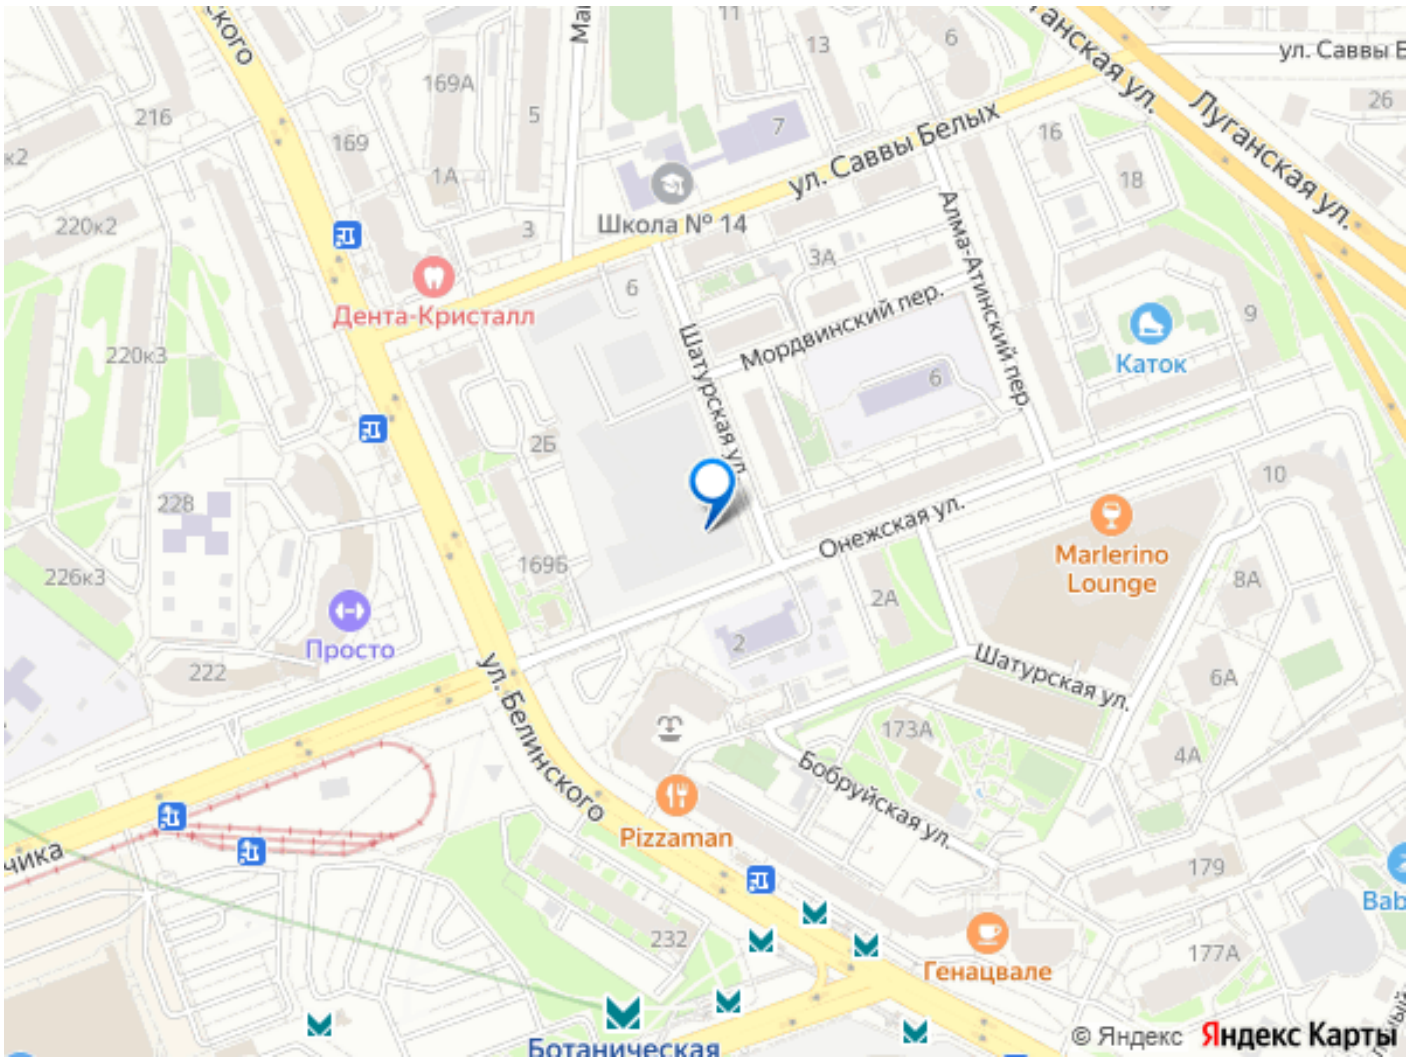 11
13
6
ул. Саввы Б
26
Луганская ул.
169А
5
7
216
169
1А
16
18
ул. Саввы Белых
Школа № 14
220к2
3
3А
6
Дента-Кристалл
Мордвинский пер.
Алма-Атинский пер.
9
Каток
220к3
Шатурская ул.
6
2Б
228
10
Онежская ул.
Marlerino
Lounge
226к3
169Б
8А
2А
Просто
2
222
Шатурская ул.
6А
173А
4А
ул. Белинского
Бобруйская ул.
Pizzaman
чика
179
Bab
232
177А
Генацвале
Ботаническая
© Яндекс Яндекс Карты